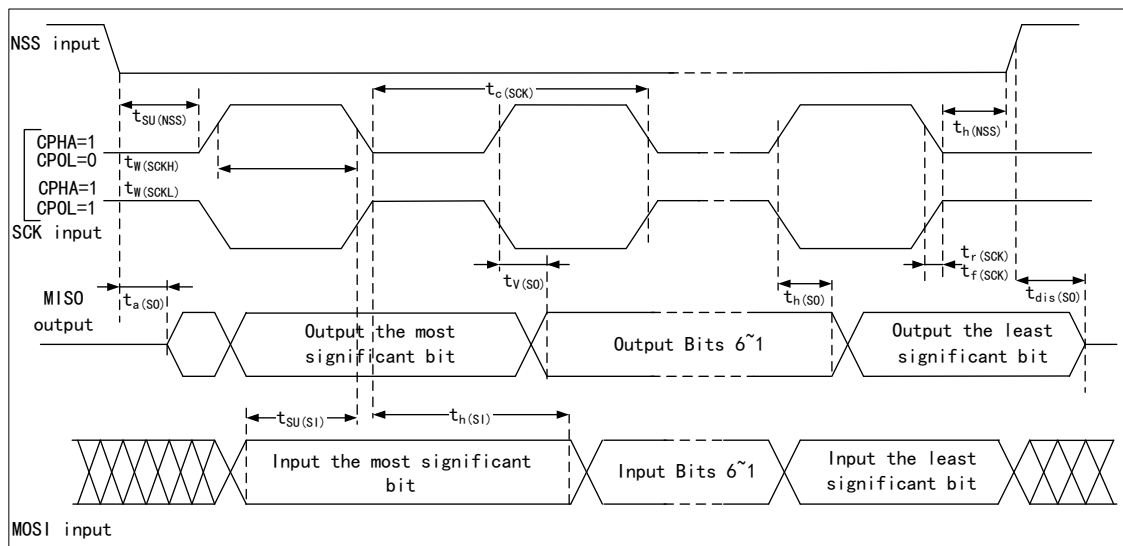 NSS input
tc(SCK)
tSU(NSS)
th(NSS)
CPHA=1
CPOL=0
tW(SCKH)
CPHA=1
tW(SCKL)
CPOL=1
SCK input
tr(SCK)
tV(SO)
tf(SCK)
MISO
ta(SO)
th(SO)
tdis(SO)
output
Output the most
significant bit
Output Bits 6~1
Output the least
significant bit
tSU(SI)
th(SI)
Input the most significant
bit
Input Bits 6~1
Input the least
significant bit
MOSI input